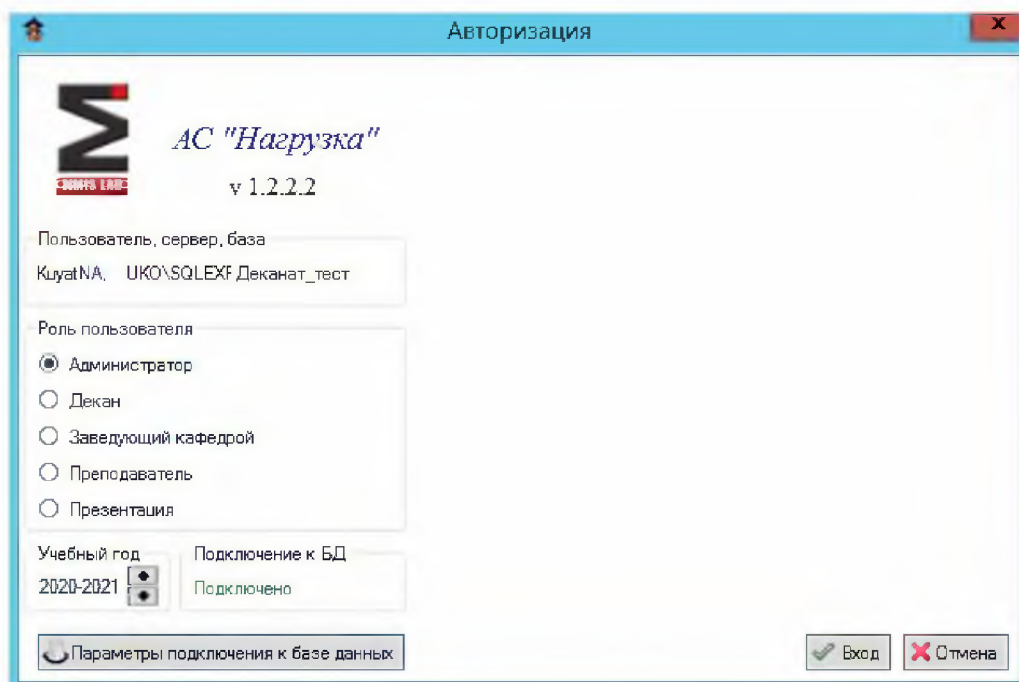 Авторизация
АС "Нагрузка"
v 1.2.2.2
Пользователь, сервер, база
KuyatNA, UKO\SQLEXF Деканат_тест
Роль пользователя
Администратор
Декан
Заведующий кафедрой
Преподаватель
Презентация
Учебный год
Подключение к БД
2020-2021
Подключено
Параметры подключения к базе данных
Вход
Отмена